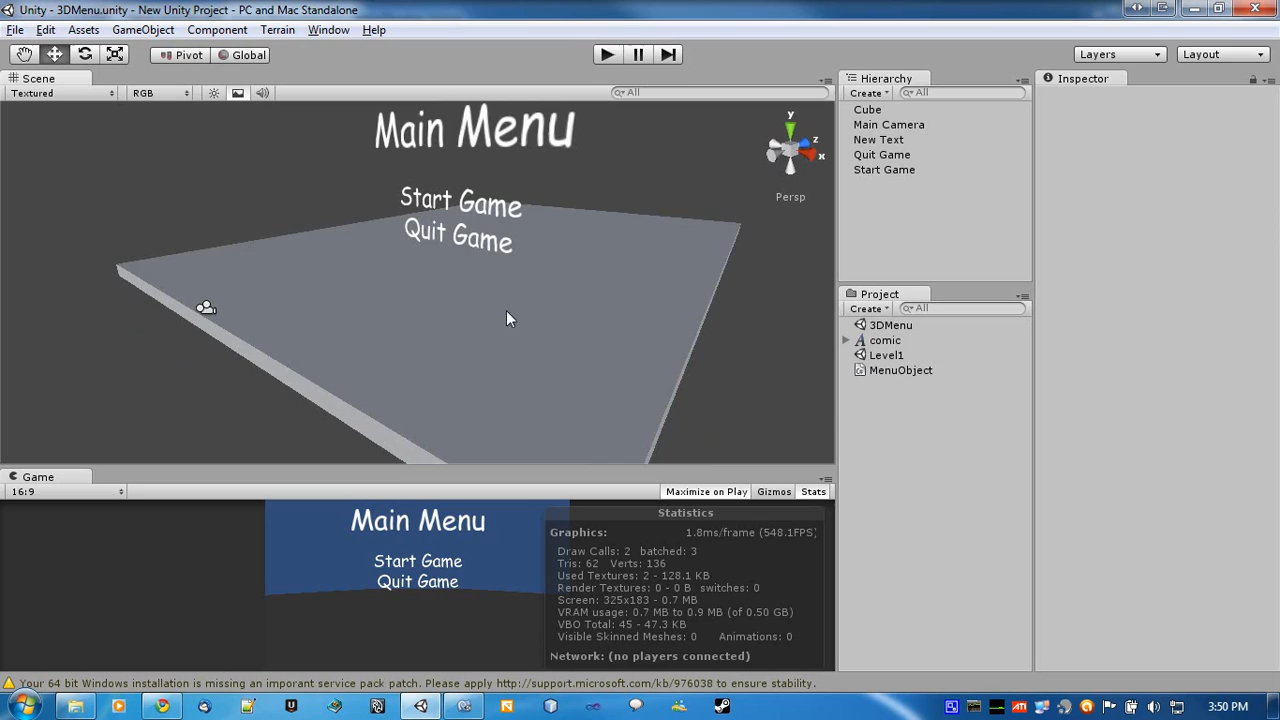 Unity - 3DMenu.unity - New Unity Project - PC and Mac Standalone
File Edit Assets GameObject Component Terrain Window Help
Pivot Global Layers Layout
Scene
Textured RGB All
Main Menu
Start Game
Quit Game
y
z
x
Persp
Hierarchy
Create All
Cube
Main Camera
New Text
Quit Game
Start Game
Project
Create All
3DMenu
comic
Level1
MenuObject
Inspector
Game
16:9 Maximize on Play Gizmos Stats
Main Menu
Start Game
Quit Game
Statistics
Graphics: 1.8ms/frame (548.1FPS)
Draw Calls: 2 batched: 3
Tris: 62 Verts: 136
Used Textures: 2 - 128.1 KB
Render Textures: 0 - 0 B switches: 0
Screen: 325x183 - 0.7 MB
VRAM usage: 0.7 MB to 0.9 MB (of 0.50 GB)
VBO Total: 45 - 47.3 KB
Visible Skinned Meshes: 0 Animations: 0
Network: (no players connected)
Your 64 bit Windows installation is missing an imporant service pack patch. Please apply http://support.microsoft.com/kb/976038 to ensure stability.
3:50 PM